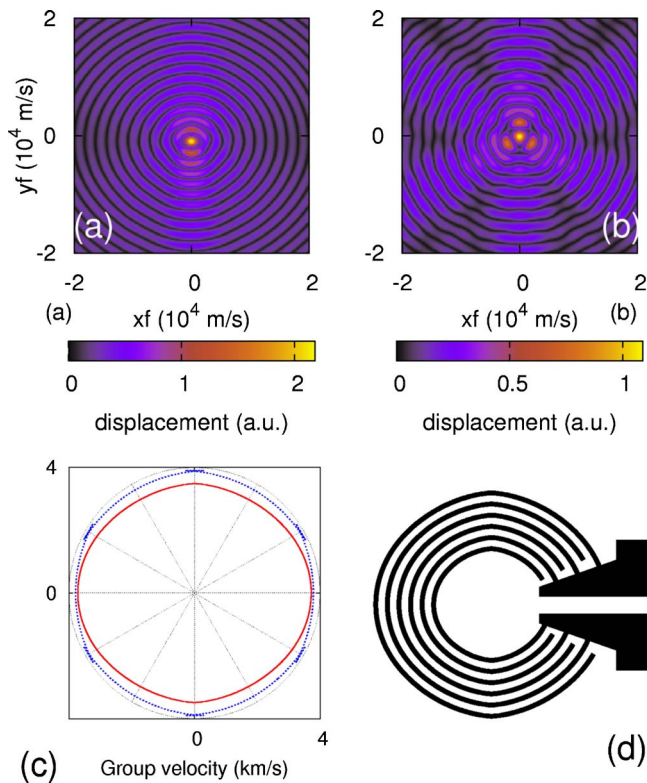 2
2
yf (10⁴ m/s)
0
0
(a)
(b)
-2
-2
-2
0
2
-2
0
2
(a)
xf (10⁴ m/s)
xf (10⁴ m/s)
(b)
0
1
2
0
0.5
1
displacement (a.u.)
displacement (a.u.)
4
0
0
4
(c)
Group velocity (km/s)
(d)